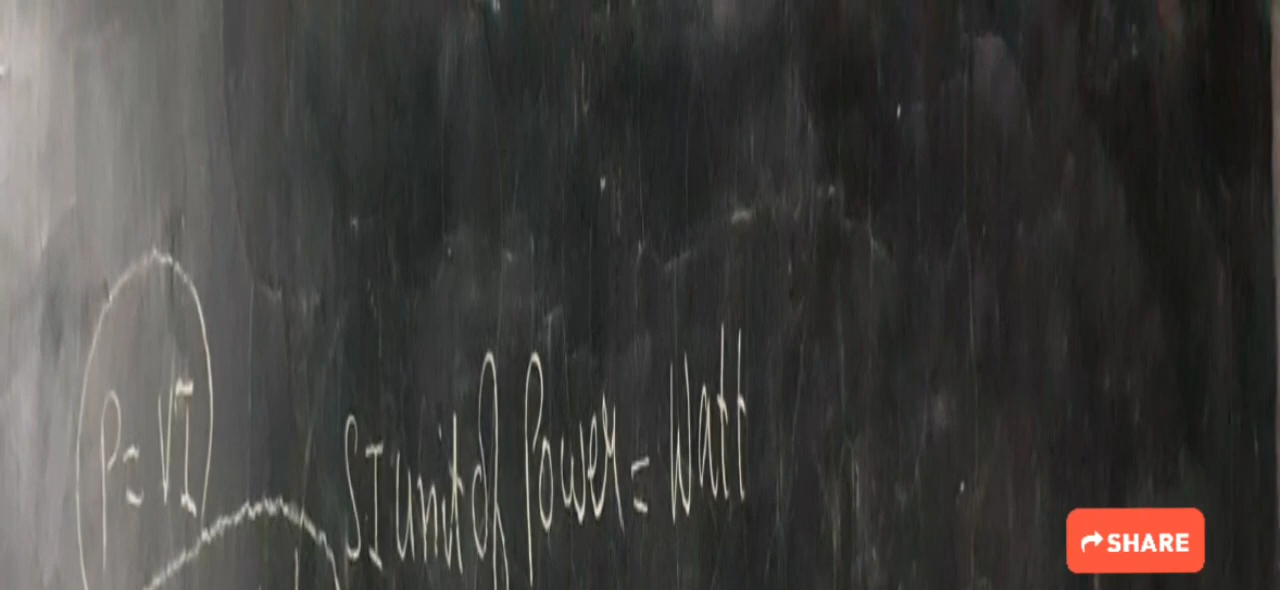 P = VI
SI unit of Power = Watt
SHARE